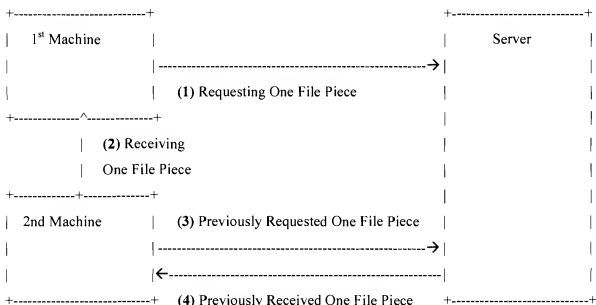 1st Machine
Server
(1) Requesting One File Piece
(2) Receiving
One File Piece
2nd Machine
(3) Previously Requested One File Piece
(4) Previously Received One File Piece